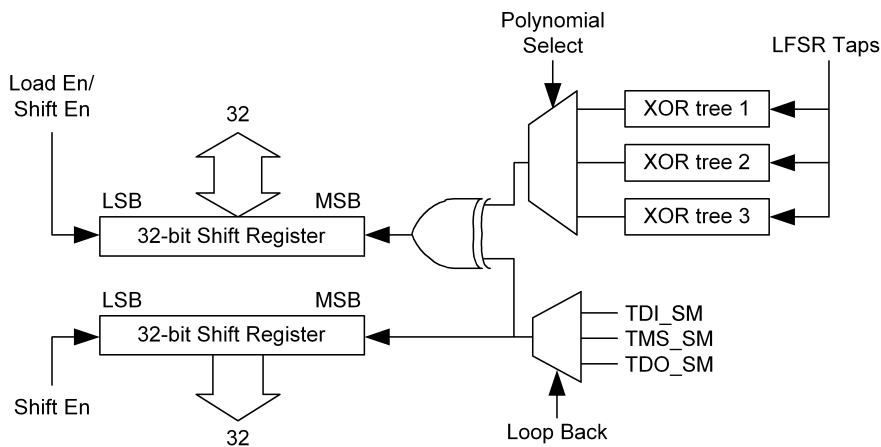 Polynomial
Select
LFSR Taps
Load En/
Shift En
32
XOR tree 1
XOR tree 2
XOR tree 3
LSB
MSB
32-bit Shift Register
LSB
MSB
32-bit Shift Register
TDI_SM
TMS_SM
TDO_SM
Shift En
32
Loop Back